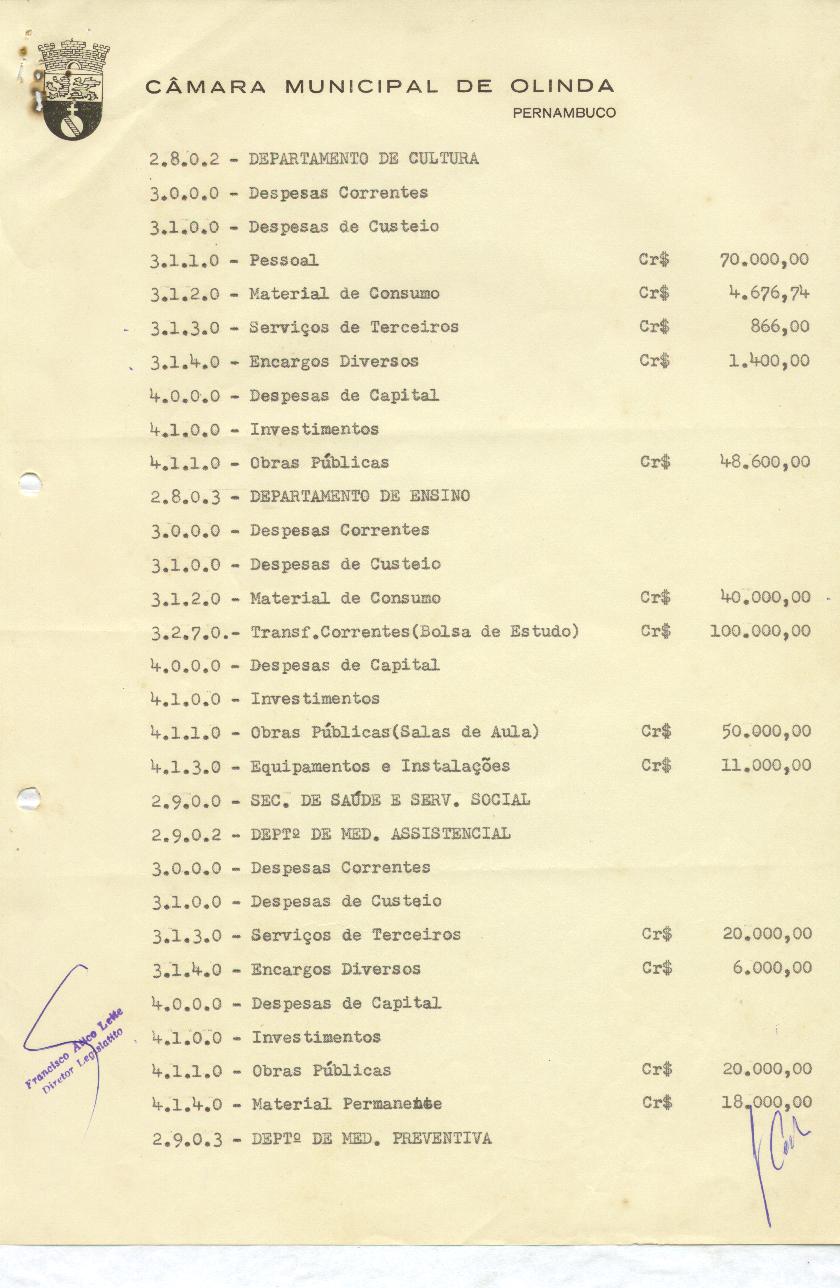 CÂMARA MUNICIPAL DE OLINDA
PERNAMBUCO
2.8.0.2 - DEPARTAMENTO DE CULTURA
3.0.0.0 - Despesas Correntes
3.1.0.0 - Despesas de Custeio
3.1.1.0 - Pessoal Cr$ 70.000,00
3.1.2.0 - Material de Consumo Cr$ 4.676,74
3.1.3.0 - Serviços de Terceiros Cr$ 866,00
3.1.4.0 - Encargos Diversos Cr$ 1.400,00
4.0.0.0 - Despesas de Capital
4.1.0.0 - Investimentos
4.1.1.0 - Obras Públicas Cr$ 48.600,00
2.8.0.3 - DEPARTAMENTO DE ENSINO
3.0.0.0 - Despesas Correntes
3.1.0.0 - Despesas de Custeio
3.1.2.0 - Material de Consumo Cr$ 40.000,00
3.2.7.0.- Transf.Correntes(Bolsa de Estudo) Cr$ 100.000,00
4.0.0.0 - Despesas de Capital
4.1.0.0 - Investimentos
4.1.1.0 - Obras Públicas(Salas de Aula) Cr$ 50.000,00
4.1.3.0 - Equipamentos e Instalações Cr$ 11.000,00
2.9.0.0 - SEC. DE SAÚDE E SERV. SOCIAL
2.9.0.2 - DEPTº DE MED. ASSISTENCIAL
3.0.0.0 - Despesas Correntes
3.1.0.0 - Despesas de Custeio
3.1.3.0 - Serviços de Terceiros Cr$ 20.000,00
3.1.4.0 - Encargos Diversos Cr$ 6.000,00
4.0.0.0 - Despesas de Capital
4.1.0.0 - Investimentos
4.1.1.0 - Obras Públicas Cr$ 20.000,00
4.1.4.0 - Material Permanente Cr$ 18.000,00
2.9.0.3 - DEPTº DE MED. PREVENTIVA
Francisco Leite
Diretor Legislativo